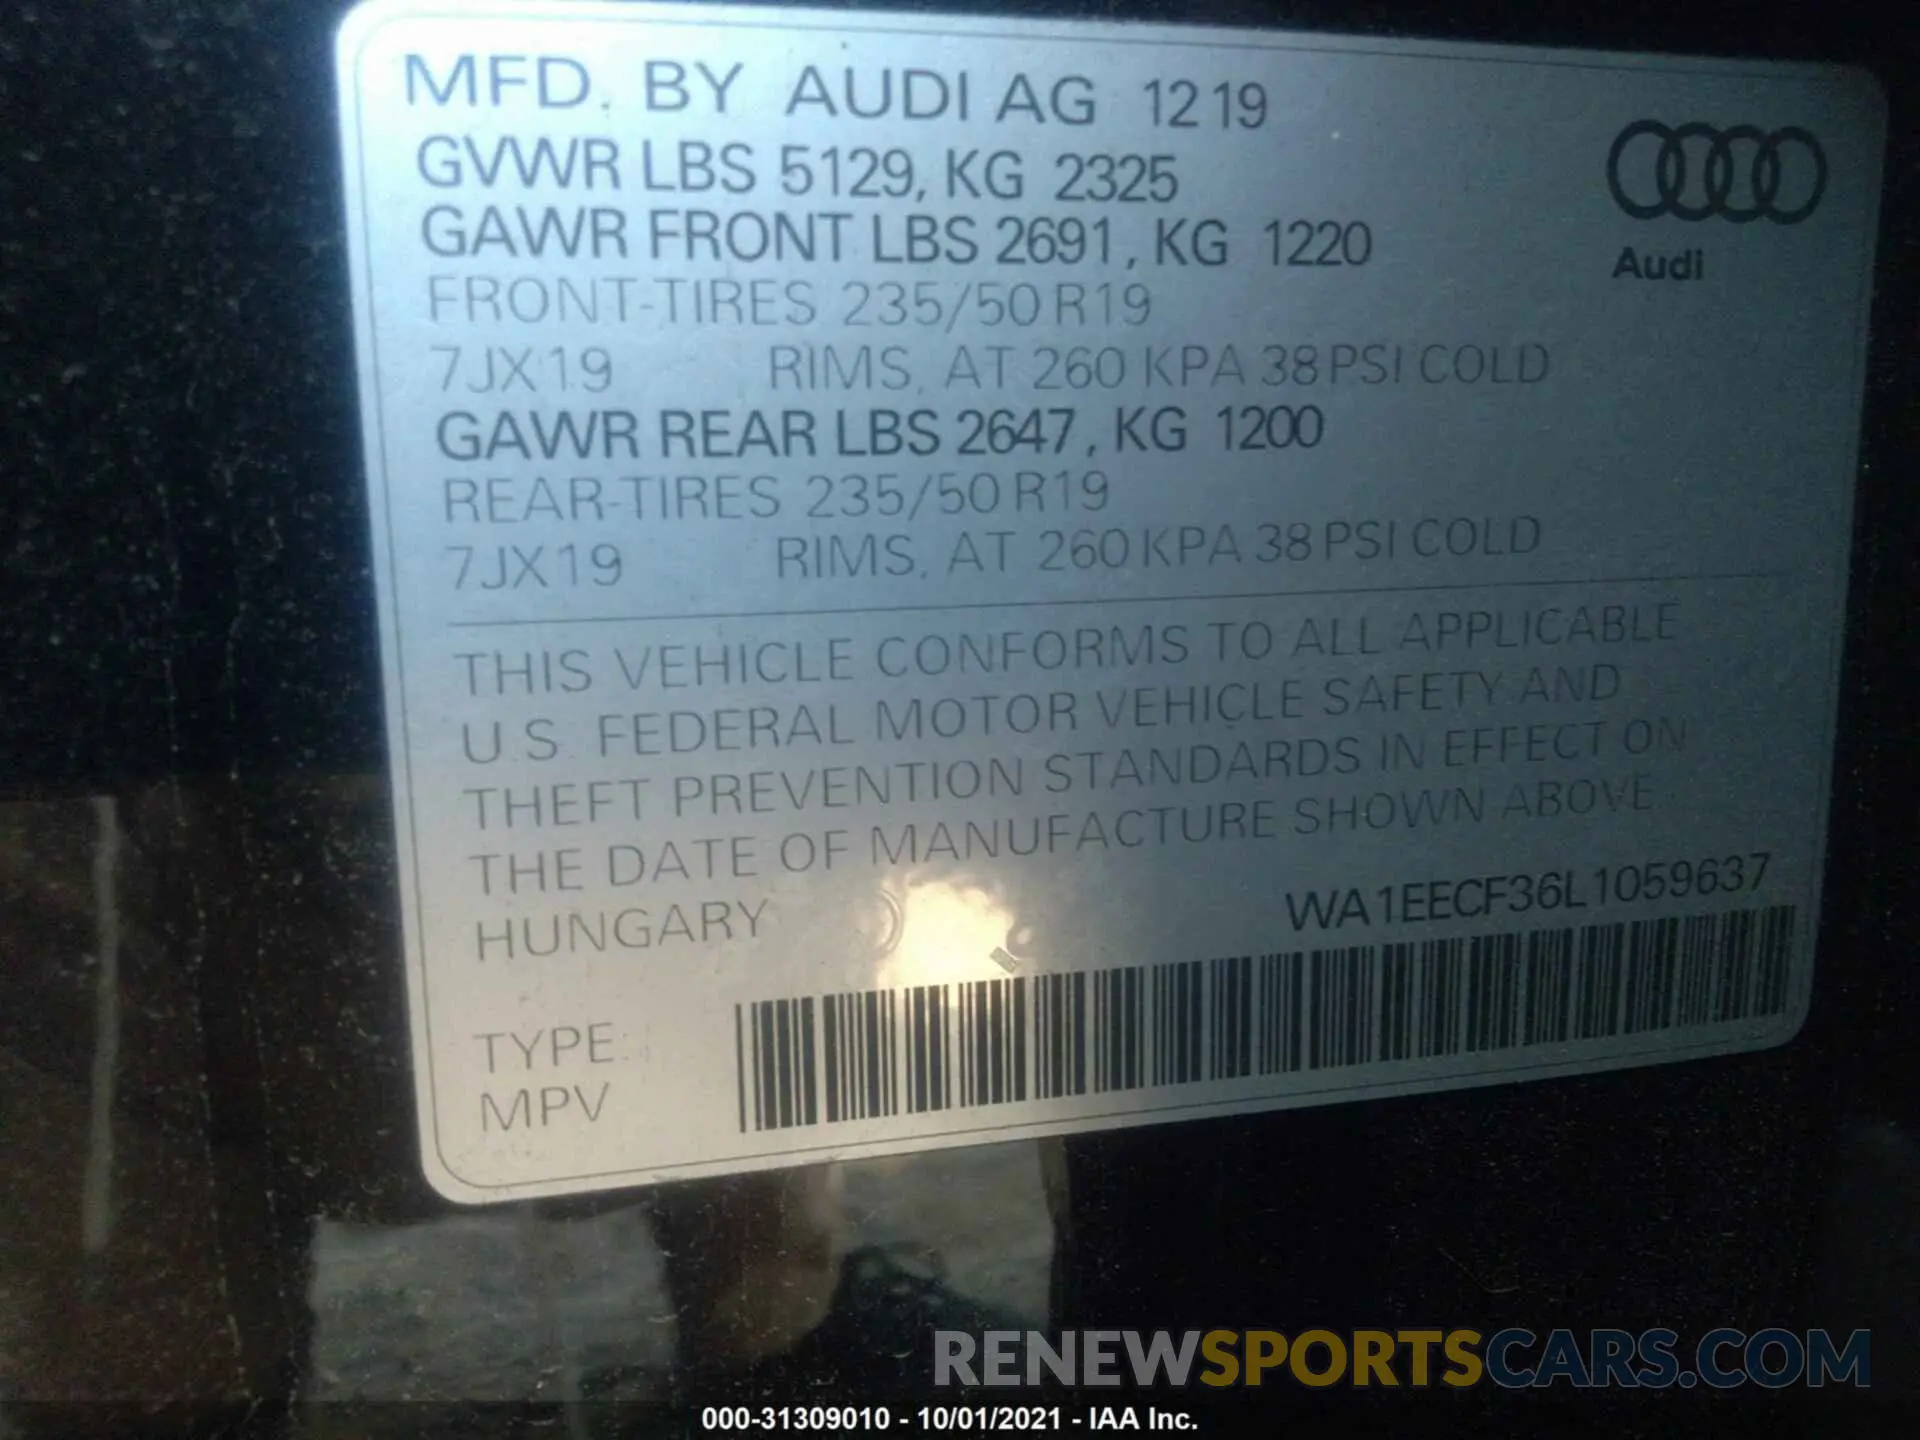 MFD. BY AUDI AG 12 19
GVWR LBS 5129, KG 2325
GAWR FRONT LBS 2691, KG 1220
Audi
FRONT-TIRES 235/50 R19
7JX19 RIMS, AT 260 KPA 38 PSI COLD
GAWR REAR LBS 2647, KG 1200
REAR-TIRES 235/50 R19
7JX19 RIMS, AT 260 KPA 38 PSI COLD
THIS VEHICLE CONFORMS TO ALL APPLICABLE
U.S. FEDERAL MOTOR VEHICLE SAFETY AND
THEFT PREVENTION STANDARDS IN EFFECT ON
THE DATE OF MANUFACTURE SHOWN ABOVE.
HUNGARY
WA1EECF36L1059637
TYPE:
MPV
RENEWSPORTSCARS.COM
000-31309010 - 10/01/2021 - IAA Inc.